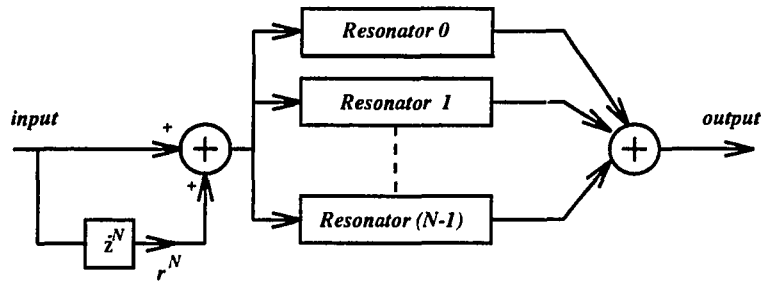 Resonator 0
Resonator 1
input
+
+
output
+
+
Resonator (N-1)
z^-N
r^N